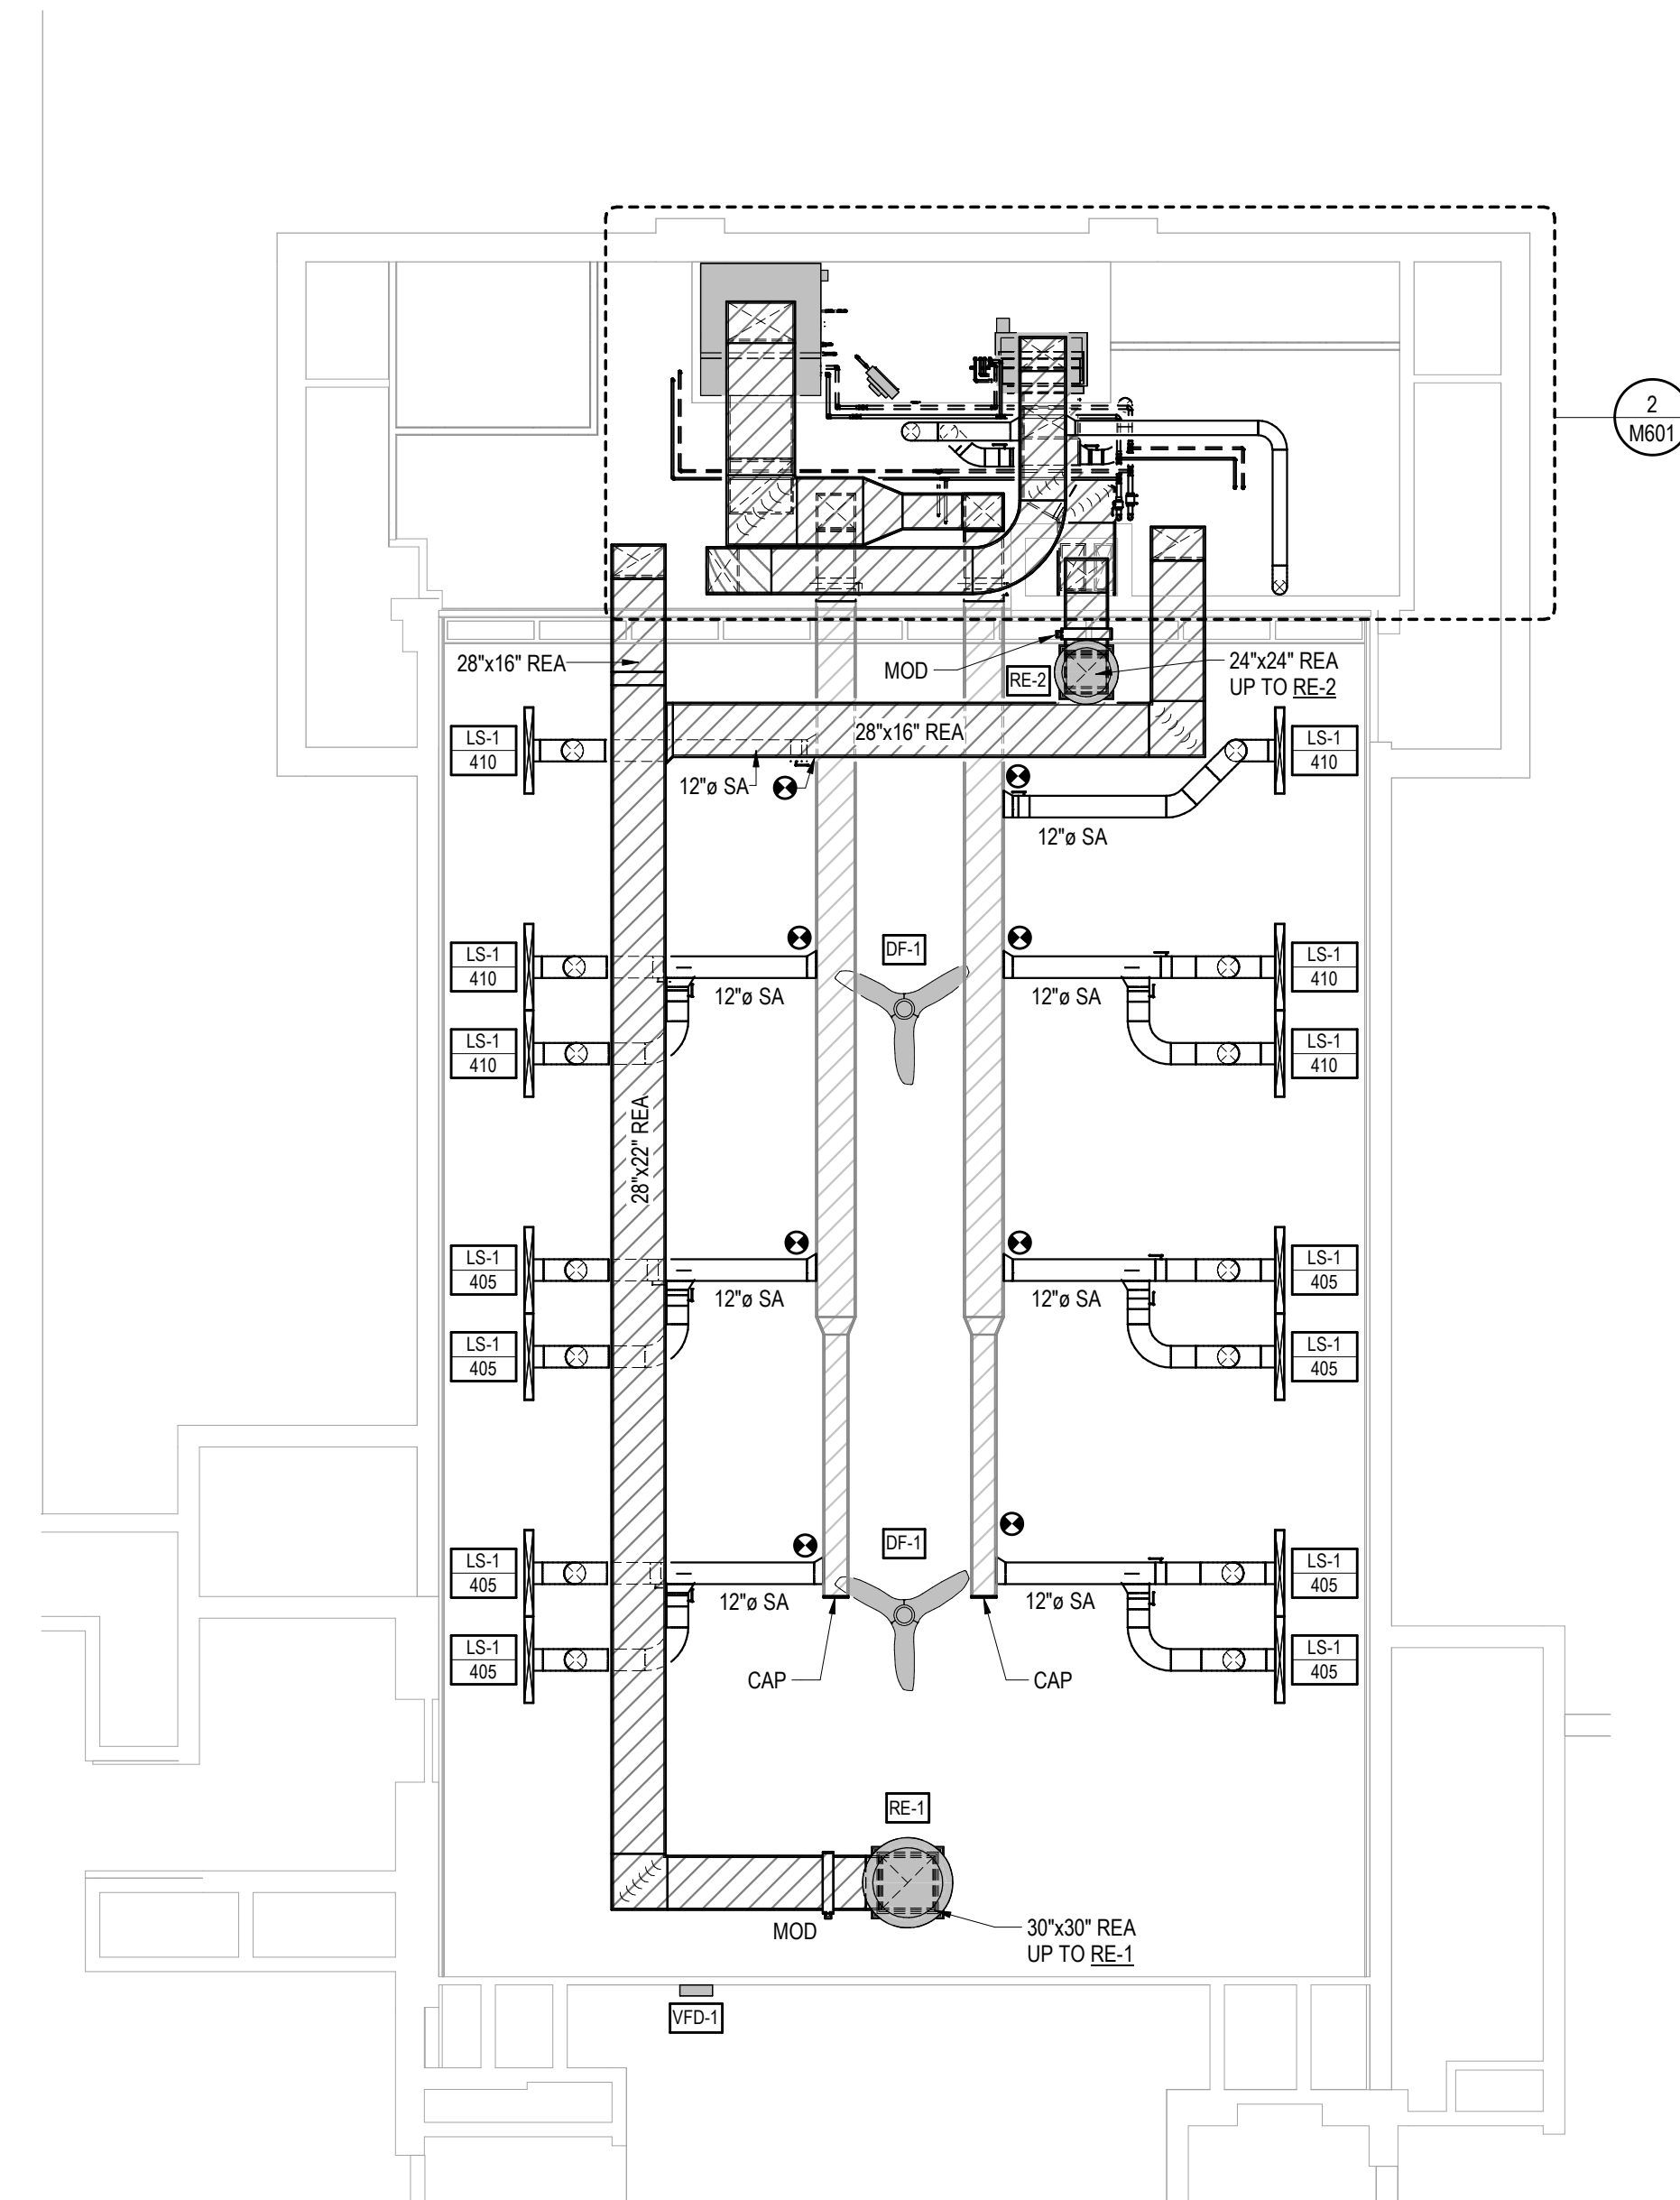 2
M601
28"x16" REA
MOD
RE-2
24"x24" REA
UP TO RE-2
LS-1
410
28"x16" REA
LS-1
410
12"ø SA
12"ø SA
LS-1
410
DF-1
LS-1
410
12"ø SA
12"ø SA
LS-1
410
LS-1
410
28"x22" REA
LS-1
405
LS-1
405
12"ø SA
12"ø SA
LS-1
405
LS-1
405
DF-1
LS-1
405
LS-1
405
12"ø SA
12"ø SA
LS-1
405
LS-1
405
CAP
CAP
RE-1
MOD
30"x30" REA
UP TO RE-1
VFD-1